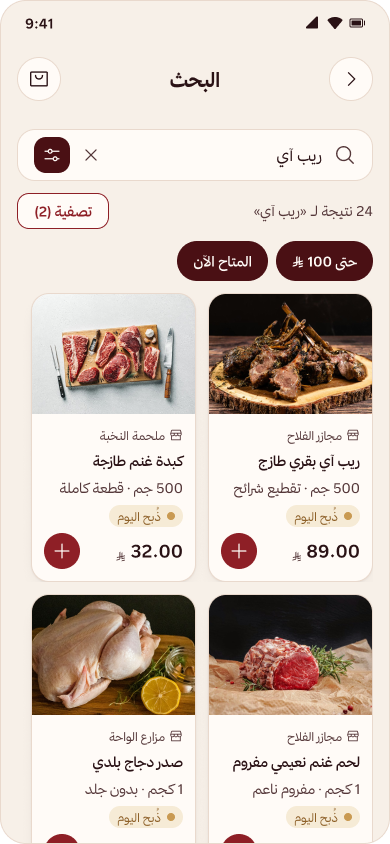 9:41
البحث
ريب آي
24 نتيجة لـ «ريب آي»
تصفية (2)
حتى 100 ⃁
المتاح الآن
مجازر الفلاح
ريب آي بقري طازج
500 جم · تقطيع شرائح
ذُبح اليوم
89.00 ⃁
ملحمة النخبة
كبدة غنم طازجة
500 جم · قطعة كاملة
ذُبح اليوم
32.00 ⃁
مجازر الفلاح
لحم غنم نعيمي مفروم
1 كجم · مفروم ناعم
ذُبح اليوم
مزارع الواحة
صدر دجاج بلدي
1 كجم · بدون جلد
ذُبح اليوم